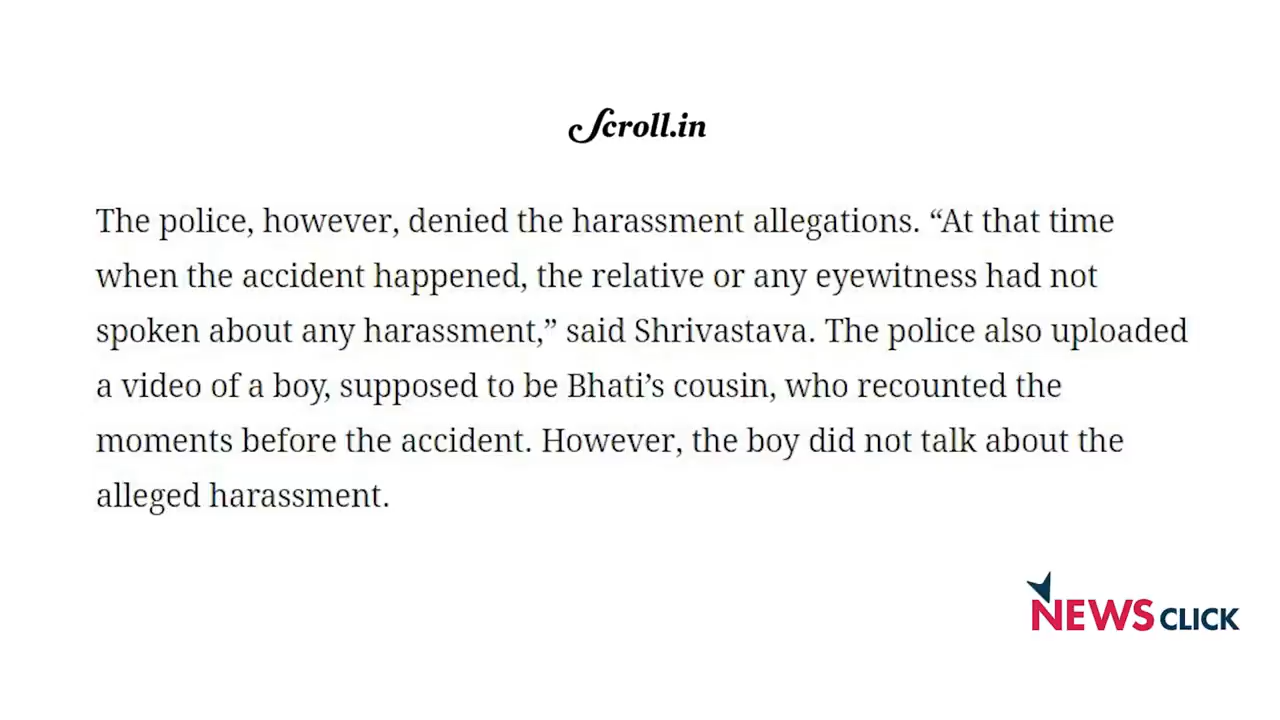 Scroll.in
The police, however, denied the harassment allegations. “At that time
when the accident happened, the relative or any eyewitness had not
spoken about any harassment,” said Shrivastava. The police also uploaded
a video of a boy, supposed to be Bhati’s cousin, who recounted the
moments before the accident. However, the boy did not talk about the
alleged harassment.
NEWSCLICK